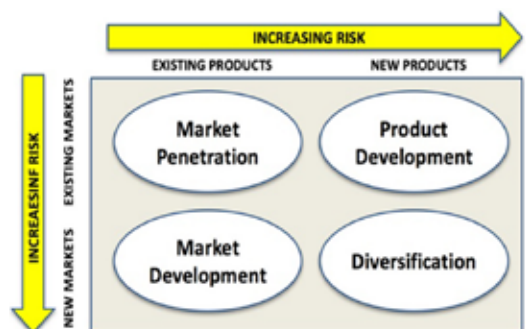 INCREASING RISK
EXISTING PRODUCTS
NEW PRODUCTS
INCREAESINF RISK
EXISTING MARKETS
NEW MARKETS
Market
Penetration
Product
Development
Market
Development
Diversification